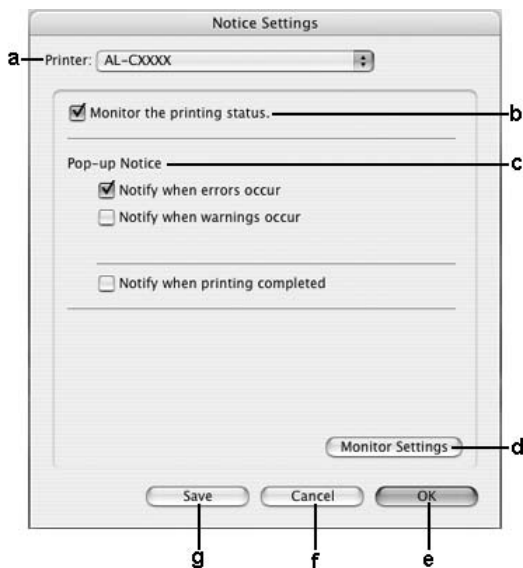 Notice Settings
a Printer: AL-CXXXX
Monitor the printing status. b
Pop-up Notice c
Notify when errors occur
Notify when warnings occur
Notify when printing completed
Monitor Settings d
Save Cancel OK
g f e